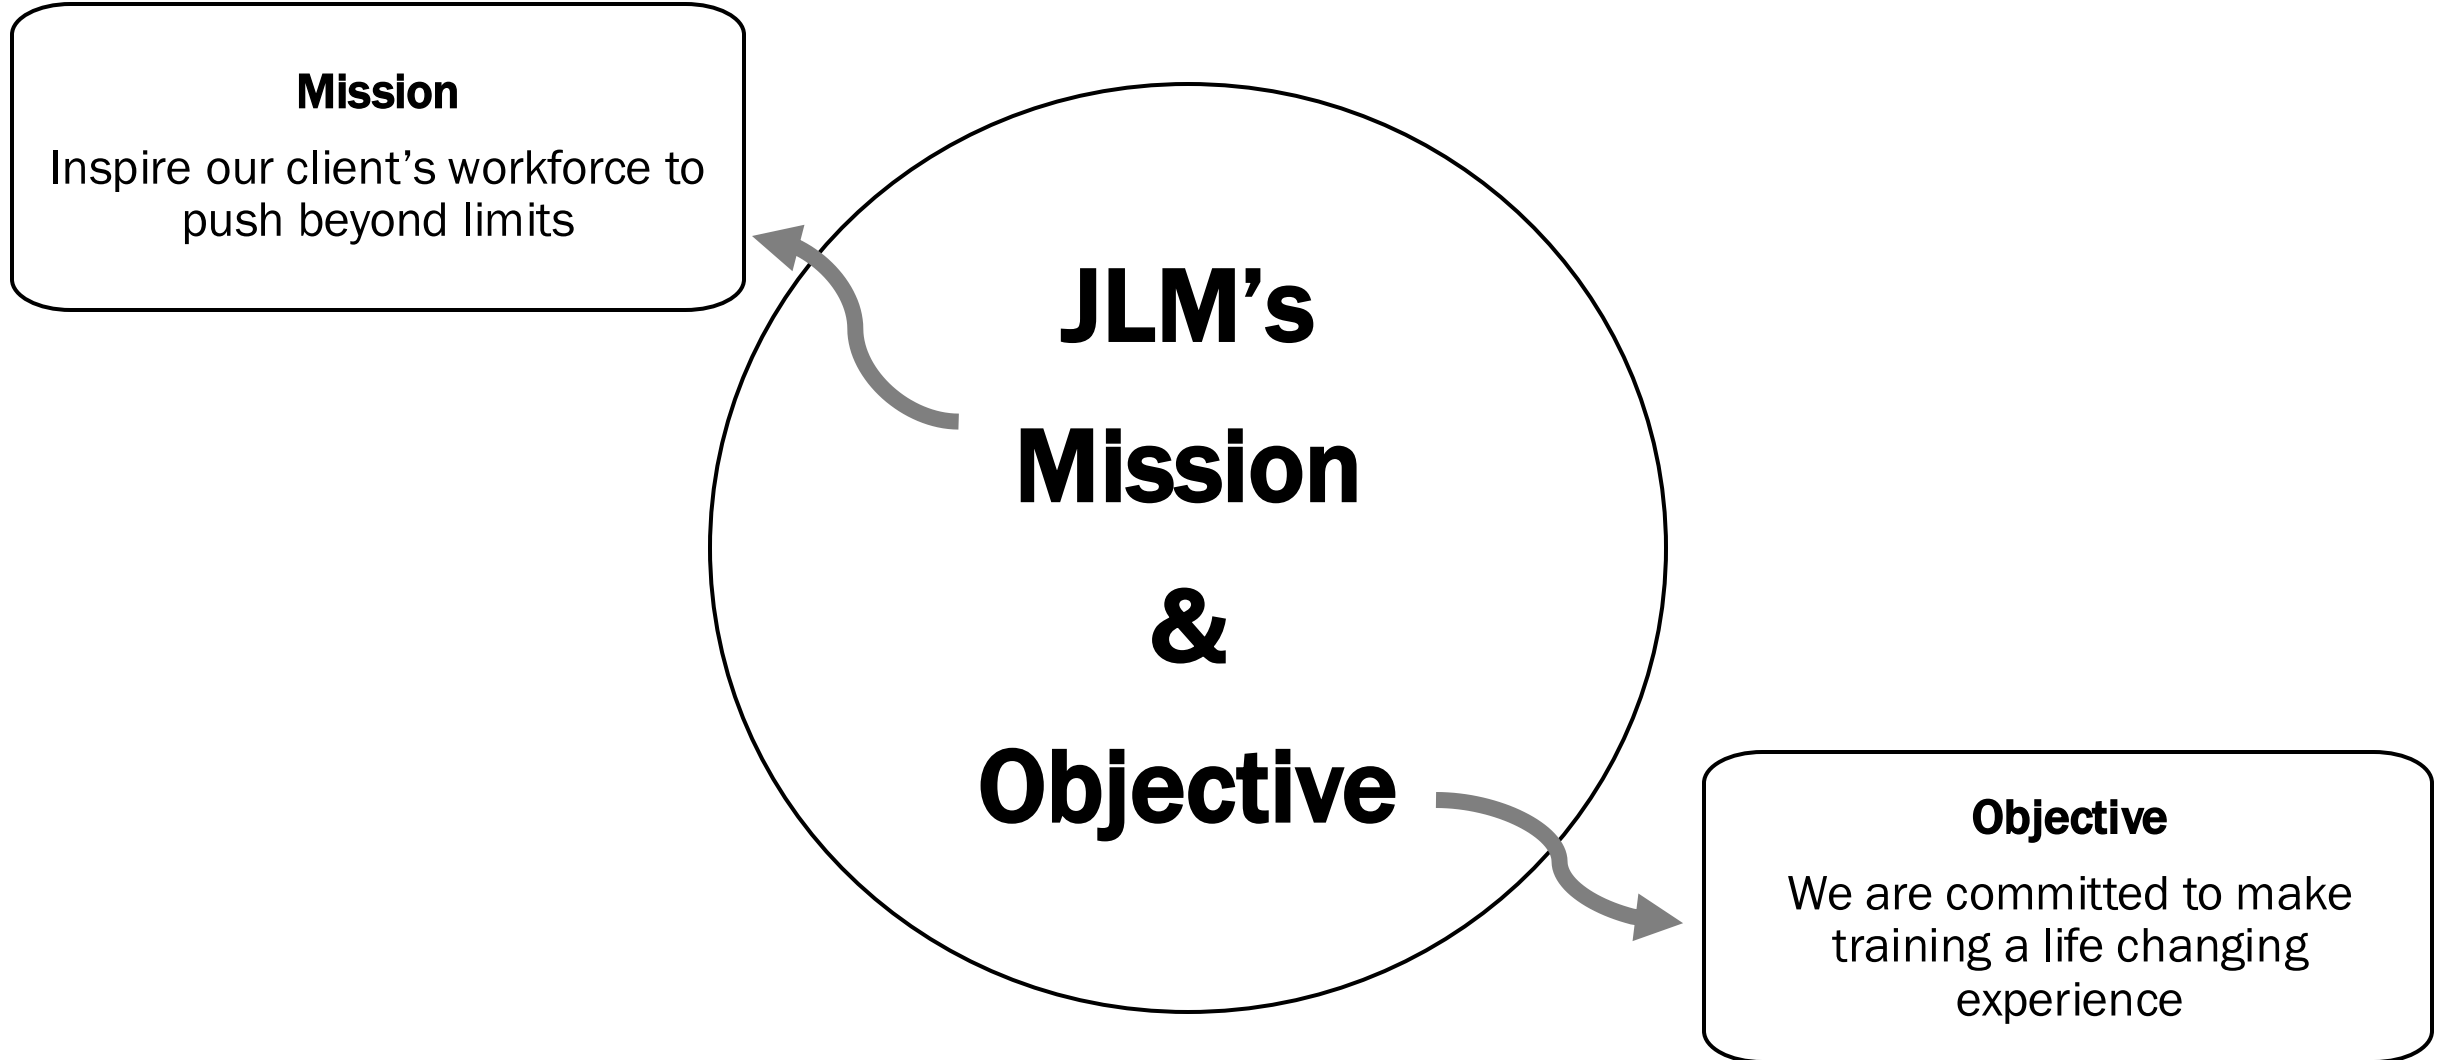 Mission
Inspire our client’s workforce to
push beyond limits
JLM’s
Mission
&
Objective
Objective
We are committed to make
training a life changing
experience